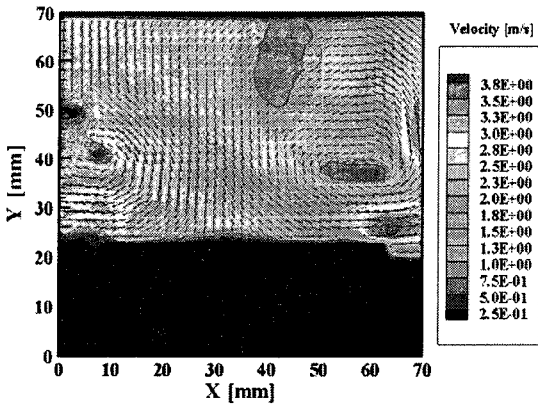 Velocity [m/s]
3.8E+00
3.5E+00
3.3E+00
3.0E+00
2.8E+00
2.5E+00
2.3E+00
2.0E+00
1.8E+00
1.5E+00
1.3E+00
1.0E+00
7.5E-01
5.0E-01
2.5E-01
Y [mm]
70
60
50
40
30
20
10
0
0 10 20 30 40 50 60 70
X [mm]